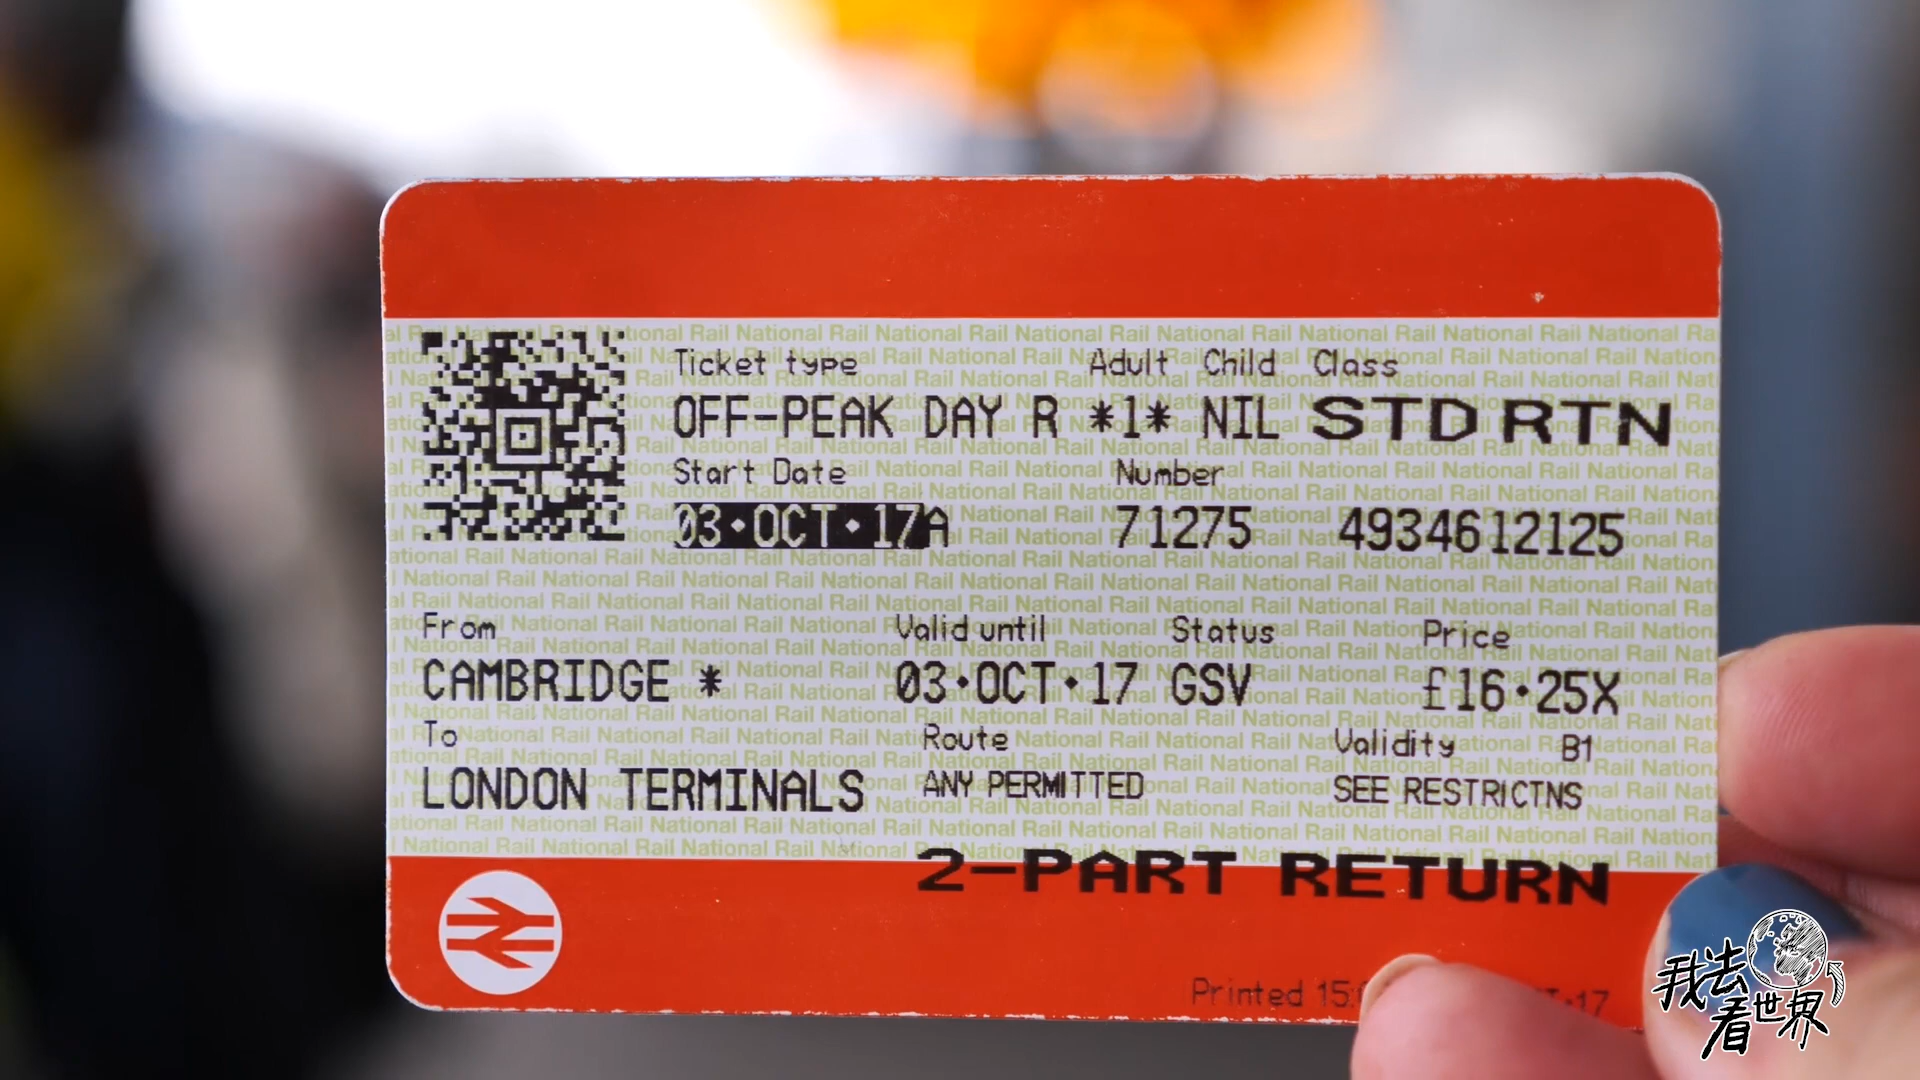 Ticket type Adult Child Class
OFF-PEAK DAY R *1* NIL STD RTN
Start Date Number
03·OCT·17A 71275 4934612125
From Valid until Status Price
CAMBRIDGE * 03·OCT·17 GSV £16·25X
To Route Validity B1
LONDON TERMINALS ANY PERMITTED SEE RESTRICTNS
2-PART RETURN
Printed 15: ·17
我去看世界